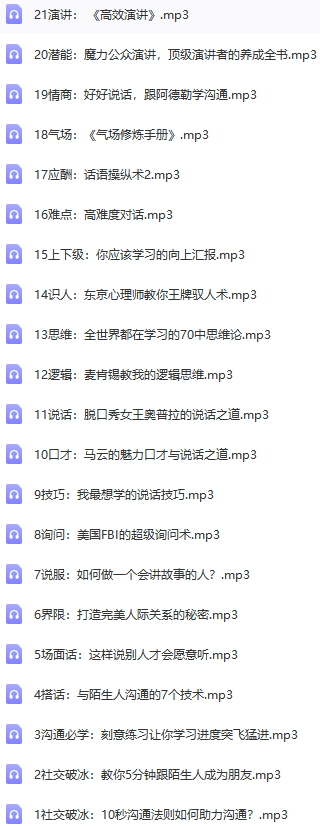 21演讲：《高效演讲》.mp3
20潜能：魔力公众演讲，顶级演讲者的养成全书.mp3
19情商：好好说话，跟阿德勒学沟通.mp3
18气场：《气场修炼手册》.mp3
17应酬：话语操纵术2.mp3
16难点：高难度对话.mp3
15上下级：你应该学习的向上汇报.mp3
14识人：东京心理师教你王牌驭人术.mp3
13思维：全世界都在学习的70中思维论.mp3
12逻辑：麦肯锡教我的逻辑思维.mp3
11说话：脱口秀女王奥普拉的说话之道.mp3
10口才：马云的魅力口才与说话之道.mp3
9技巧：我最想学的说话技巧.mp3
8询问：美国FBI的超级询问术.mp3
7说服：如何做一个会讲故事的人？.mp3
6界限：打造完美人际关系的秘密.mp3
5场面话：这样说别人才会愿意听.mp3
4搭话：与陌生人沟通的7个技术.mp3
3沟通必学：刻意练习让你学习进度突飞猛进.mp3
2社交破冰：教你5分钟跟陌生人成为朋友.mp3
1社交破冰：10秒沟通法则如何助力沟通？.mp3